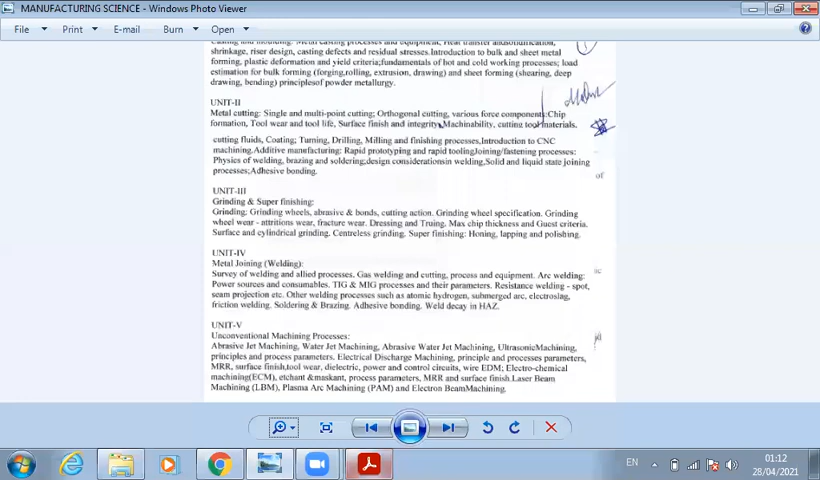 MANUFACTURING SCIENCE - Windows Photo Viewer
File Print E-mail Burn Open
shrinkage, riser design, casting defects and residual stresses.Introduction to bulk and sheet metal
forming, plastic deformation and yield criteria;fundamentals of hot and cold working processes; load
estimation for bulk forming (forging,rolling, extrusion, drawing) and sheet forming (shearing, deep
drawing, bending) principlesof powder metallurgy.
UNIT-II
Metal cutting: Single and multi-point cutting; Orthogonal cutting, various force components:Chip
formation, Tool wear and tool life, Surface finish and integrity, Machinability, cutting tool materials.
cutting fluids, Coating; Turning, Drilling, Milling and finishing processes,Introduction to CNC
machining.Additive manufacturing: Rapid prototyping and rapid toolingJoining/fastening processes:
Physics of welding, brazing and soldering;design considerationsin welding,Solid and liquid state joining
processes;Adhesive bonding.
of
UNIT-III
Grinding & Super finishing:
Grinding: Grinding wheels, abrasive & bonds, cutting action. Grinding wheel specification. Grinding
wheel wear - attritions wear, fracture wear. Dressing and Truing. Max chip thickness and Guest criteria.
Surface and cylindrical grinding. Centreless grinding. Super finishing: Honing, lapping and polishing.
UNIT-IV
Metal Joining (Welding):
Survey of welding and allied processes. Gas welding and cutting, process and equipment. Arc welding:
Power sources and consumables. TIG & MIG processes and their parameters. Resistance welding - spot,
seam projection etc. Other welding processes such as atomic hydrogen, submerged arc, electroslag,
friction welding. Soldering & Brazing. Adhesive bonding. Weld decay in HAZ.
UNIT-V
Unconventional Machining Processes:
Abrasive Jet Machining, Water Jet Machining, Abrasive Water Jet Machining, UltrasonicMachining,
principles and process parameters. Electrical Discharge Machining, principle and processes parameters,
MRR, surface finish,tool wear, dielectric, power and control circuits, wire EDM; Electro-chemical
machining(ECM), etchant &maskant, process parameters, MRR and surface finish.Laser Beam
Machining (LBM), Plasma Arc Machining (PAM) and Electron BeamMachining.
EN
01:12
28/04/2021